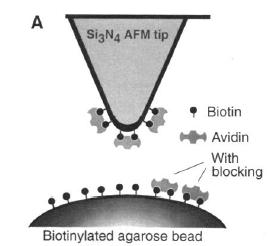 A
Si3N4 AFM tip
Biotin
Avidin
With
blocking
Biotinylated agarose bead